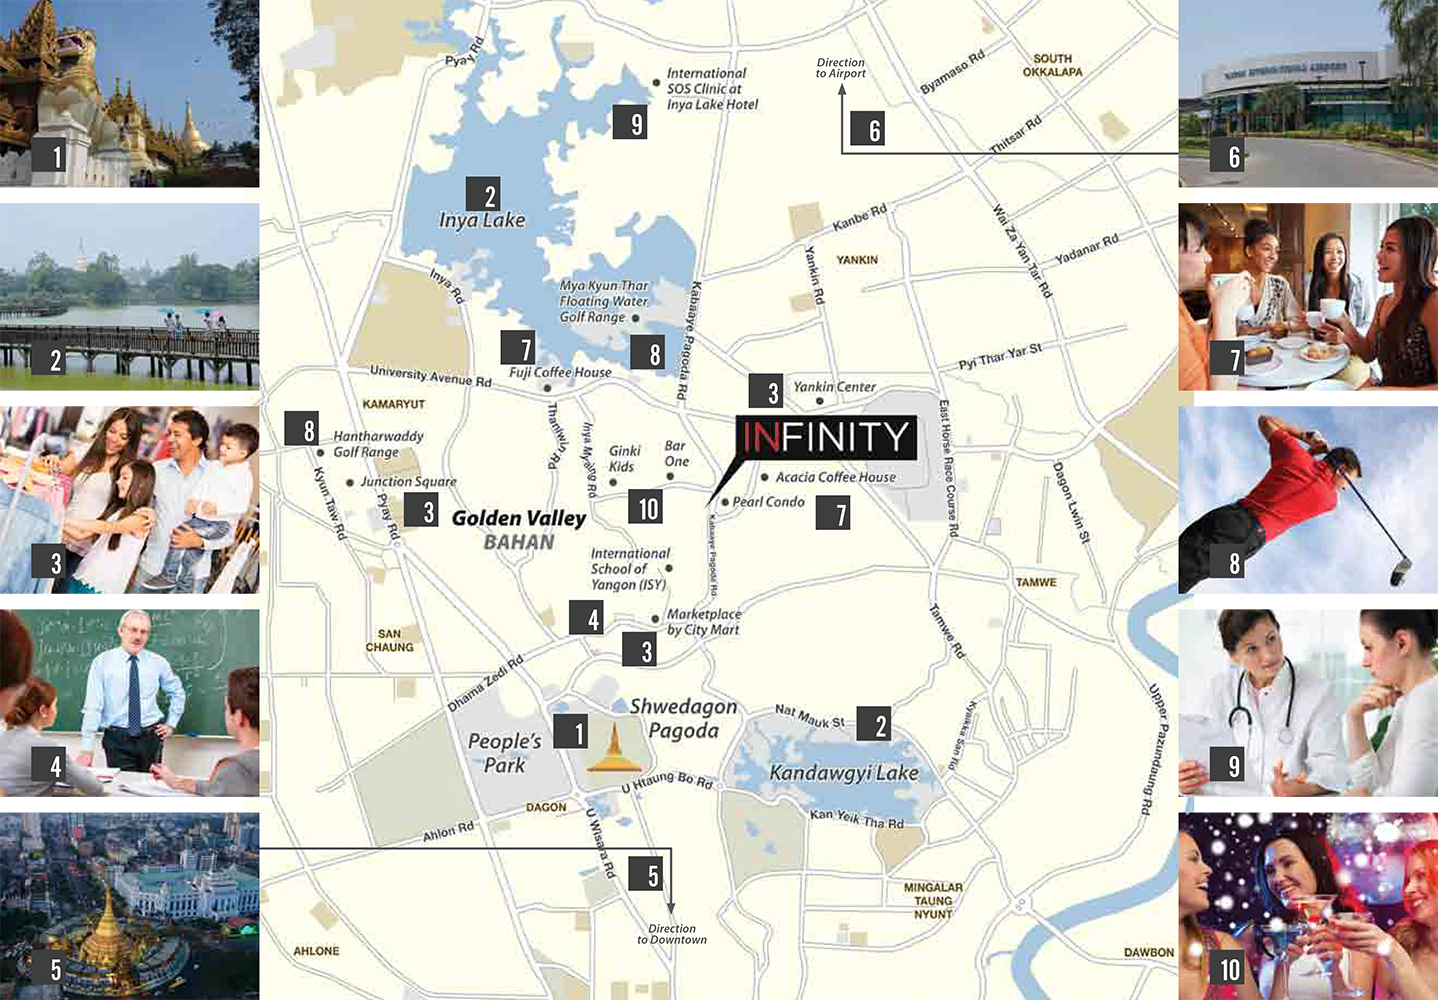 1
2
3
4
5
Pyay Rd
International
SOS Clinic at
Inya Lake Hotel
9
Direction
to Airport
6
Byamaso Rd
SOUTH
OKKALAPA
Thitsar Rd
2
Inya Lake
Kanbe Rd
Wai Za Yan Tar Rd
Yadanar Rd
YANKIN
Yankin Rd
Inya Rd
Mya Kyun Thar
Floating Water
Golf Range
Kabaaye Pagoda Rd
7
8
Fuji Coffee House
Pyi Thar Yar St
University Avenue Rd
3
Yankin Center
KAMARYUT
INFINITY
East Horse Race Course Rd
8
Hantharwaddy
Golf Range
Thanlwin Rd
Inya Myaing Rd
Ginki
Kids
Bar
One
Acacia Coffee House
Junction Square
Kyun Taw Rd
Pyay Rd
3
10
Pearl Condo
7
Dagon Lwin St
Golden Valley
BAHAN
Kabaaye Pagoda Rd
International
School of
Yangon (ISY)
TAMWE
4
Marketplace
by City Mart
3
SAN
CHAUNG
Tamwe Rd
Dhama Zedi Rd
Shwedagon
Pagoda
Nat Mauk St
2
Kyaikka San Rd
Upper Pazundaung Rd
1
People's
Park
Kandawgyi Lake
U Htaung Bo Rd
DAGON
Ahlon Rd
U Wisara Rd
Kan Yeik Tha Rd
5
MINGALAR
TAUNG
NYUNT
Direction
to Downtown
AHLONE
DAWBON
6
7
8
9
10